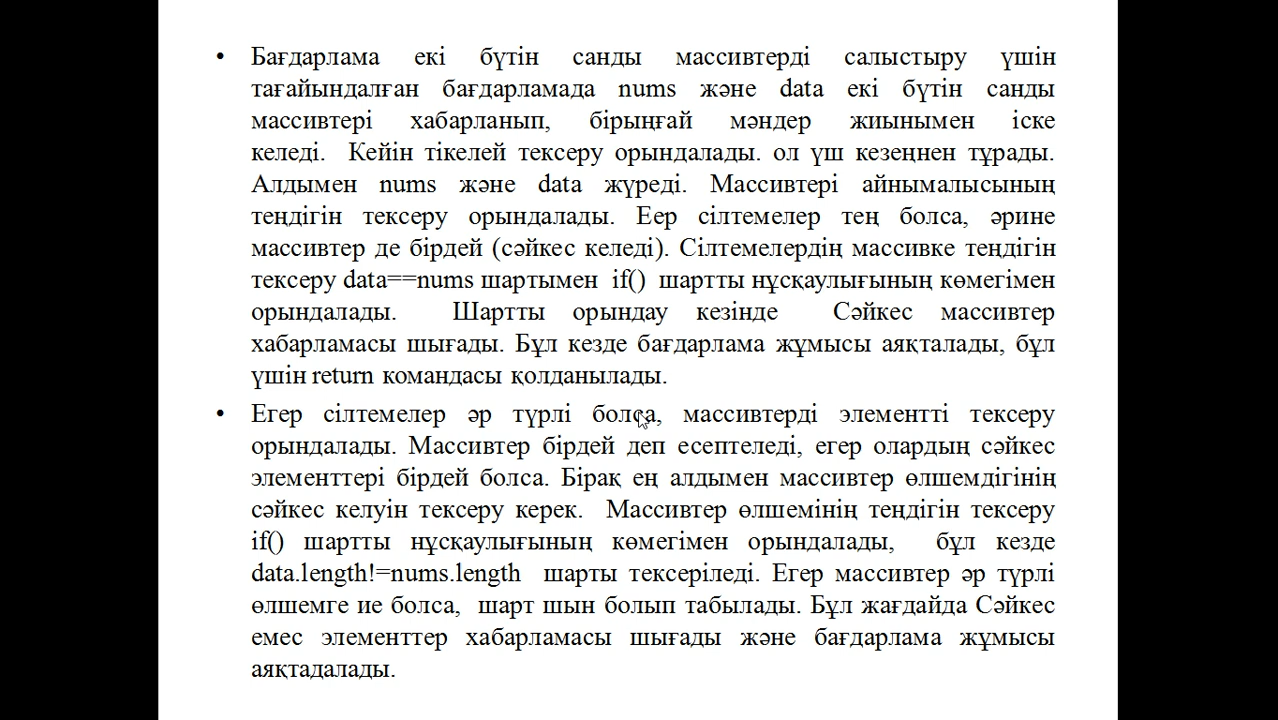 • Бағдарлама екі бүтін санды массивтерді салыстыру үшін
тағайындалған бағдарламада nums және data екі бүтін санды
массивтері хабарланып, бірыңғай мәндер жиынымен іске
келеді. Кейін тікелей тексеру орындалады. ол үш кезеңнен тұрады.
Алдымен nums және data жүреді. Массивтері айнымалысының
теңдігін тексеру орындалады. Еер сілтемелер тең болса, әрине
массивтер де бірдей (сәйкес келеді). Сілтемелердің массивке теңдігін
тексеру data==nums шартымен if() шартты нұсқаулығының көмегімен
орындалады. Шартты орындау кезінде Сәйкес массивтер
хабарламасы шығады. Бұл кезде бағдарлама жұмысы аяқталады, бұл
үшін return командасы қолданылады.
• Егер сілтемелер әр түрлі болса, массивтерді элементті тексеру
орындалады. Массивтер бірдей деп есептеледі, егер олардың сәйкес
элементтері бірдей болса. Бірақ ең алдымен массивтер өлшемдігінің
сәйкес келуін тексеру керек. Массивтер өлшемінің теңдігін тексеру
if() шартты нұсқаулығының көмегімен орындалады, бұл кезде
data.length!=nums.length шарты тексеріледі. Егер массивтер әр түрлі
өлшемге ие болса, шарт шын болып табылады. Бұл жағдайда Сәйкес
емес элементтер хабарламасы шығады және бағдарлама жұмысы
аяқтадалады.